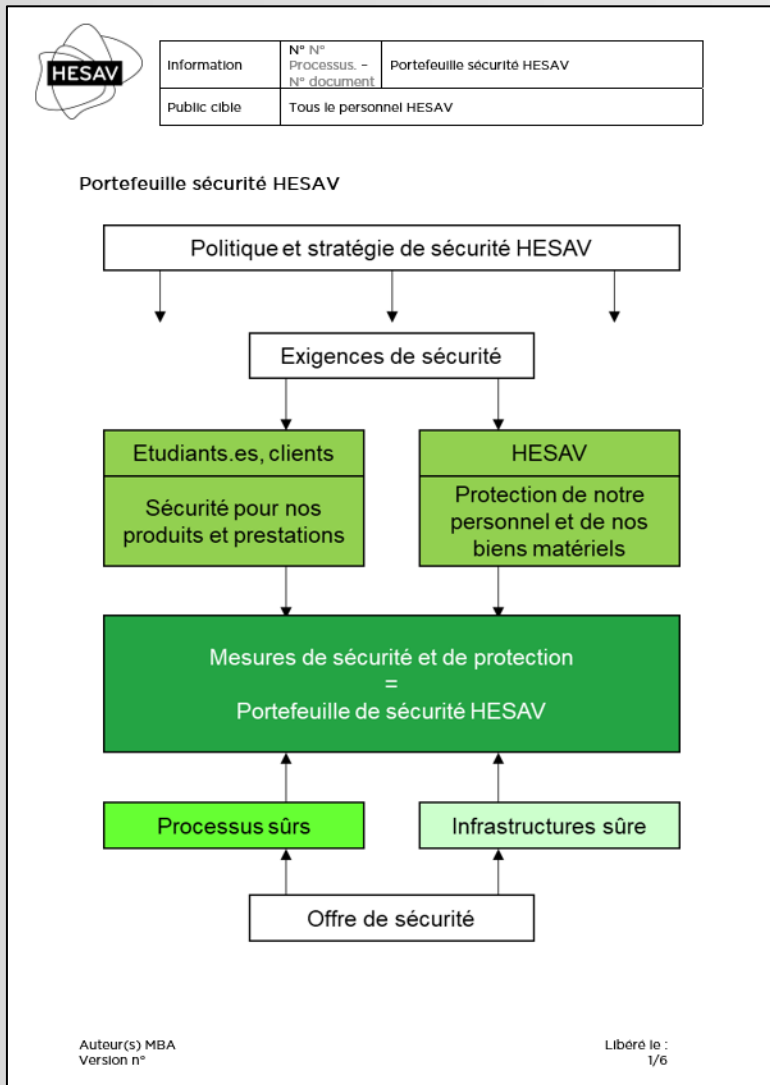 HESAV
Information
N° N°
Processus. –
N° document
Portefeuille sécurité HESAV
Public cible
Tous le personnel HESAV
Portefeuille sécurité HESAV
Politique et stratégie de sécurité HESAV
Exigences de sécurité
Etudiants.es, clients
HESAV
Sécurité pour nos
produits et prestations
Protection de notre
personnel et de nos
biens matériels
Mesures de sécurité et de protection
=
Portefeuille de sécurité HESAV
Processus sûrs
Infrastructures sûre
Offre de sécurité
Auteur(s) MBA
Version n°
Libéré le :
1/6